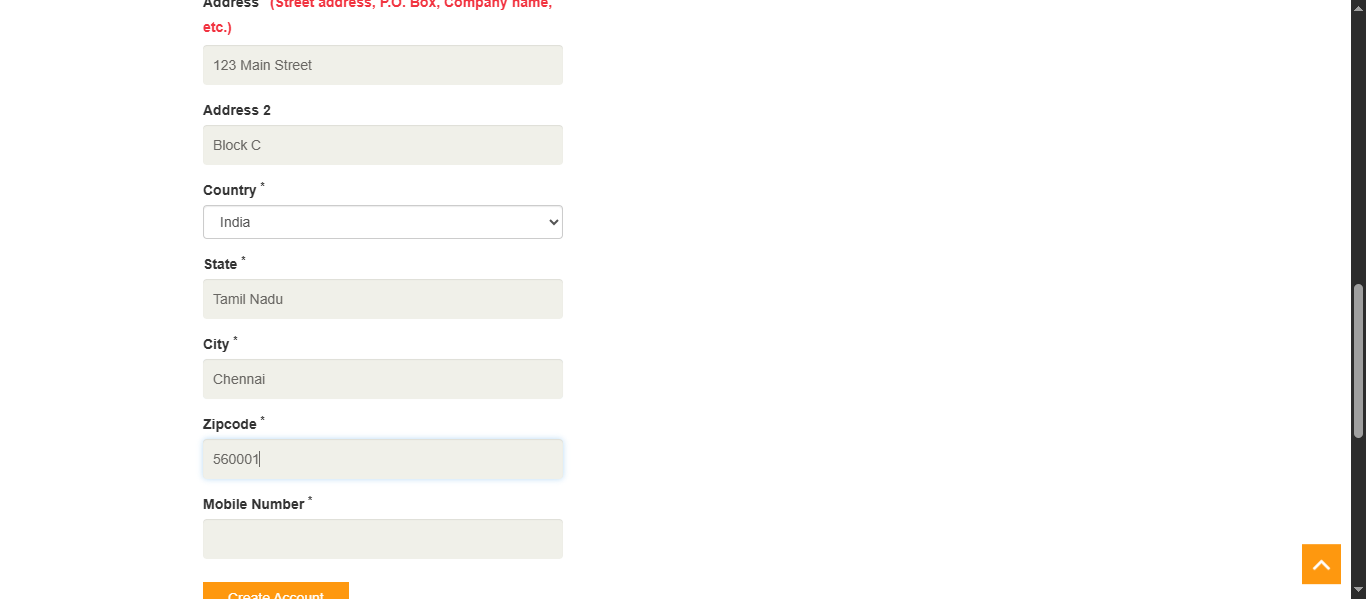 Address * (Street address, P.O. Box, Company name,
etc.)
123 Main Street
Address 2
Block C
Country *
India
State *
Tamil Nadu
City *
Chennai
Zipcode *
560001
Mobile Number *
Create Account